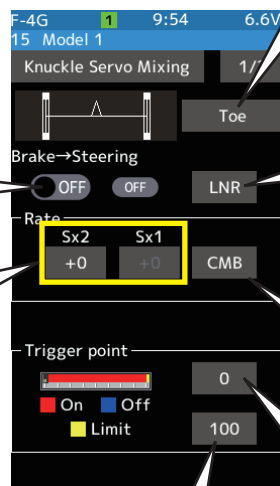 F-4G 1 9:54 6.6V
15 Model 1
Knuckle Servo Mixing 1/
Toe
Brake→Steering
OFF OFF LNR
Rate
Sx2 Sx1
+0 +0 CMB
Trigger point
0
On Off
Limit 100